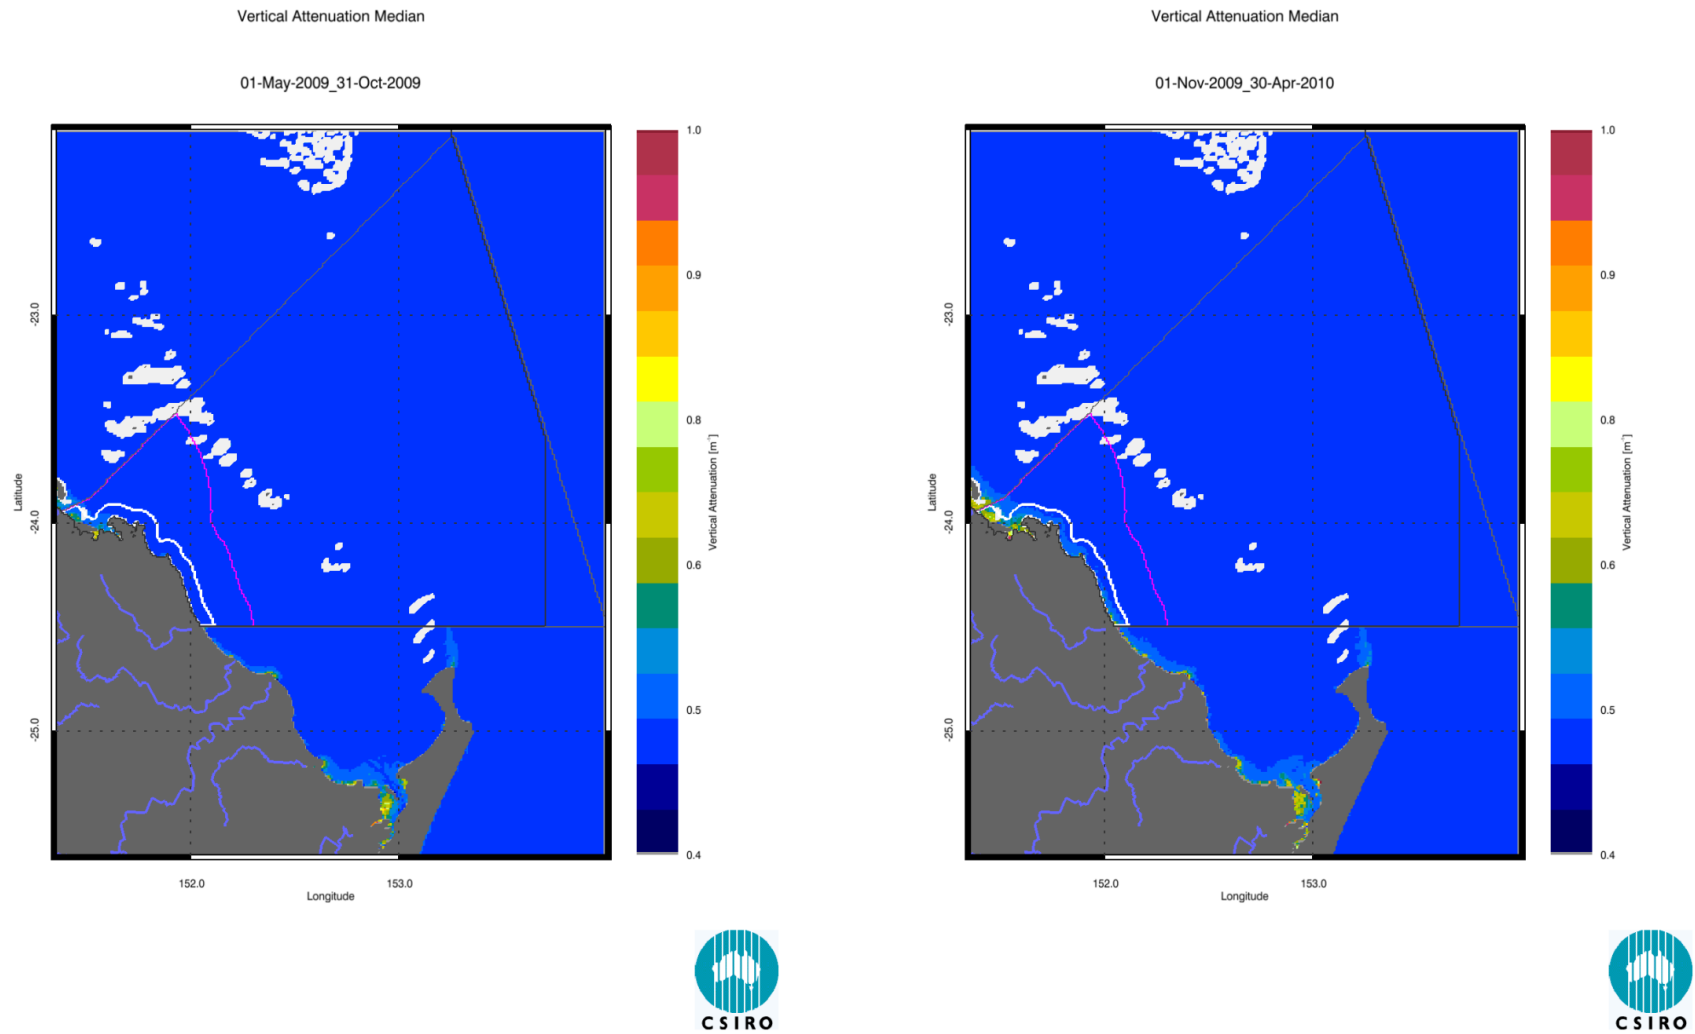 Vertical Attenuation Median
01-May-2009_31-Oct-2009
1.0
0.9
0.8
0.6
0.5
0.4
Vertical Attenuation [m⁻]
-23.0
-24.0
-25.0
Latitude
152.0
153.0
Longitude
CSIRO
Vertical Attenuation Median
01-Nov-2009_30-Apr-2010
1.0
0.9
0.8
0.6
0.5
0.4
Vertical Attenuation [m⁻]
-23.0
-24.0
-25.0
Latitude
152.0
153.0
Longitude
CSIRO